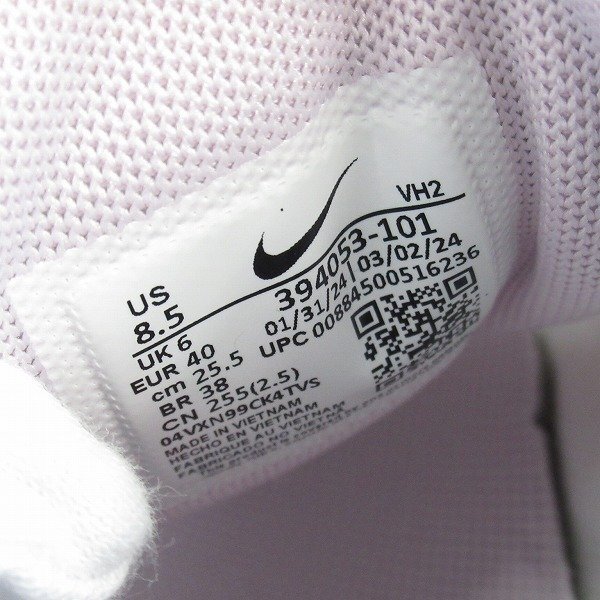 VH2
US
8.5
394053-101
UK 6
01/31/24 | 03/02/24
EUR 40
UPC 00884500516236
cm 25.5
BR 38
CN 255(2.5)
04VXN99CK4TVS
MADE IN VIETNAM
HECHO EN VIETNAM
FABRIQUÉ AU VIETNAM